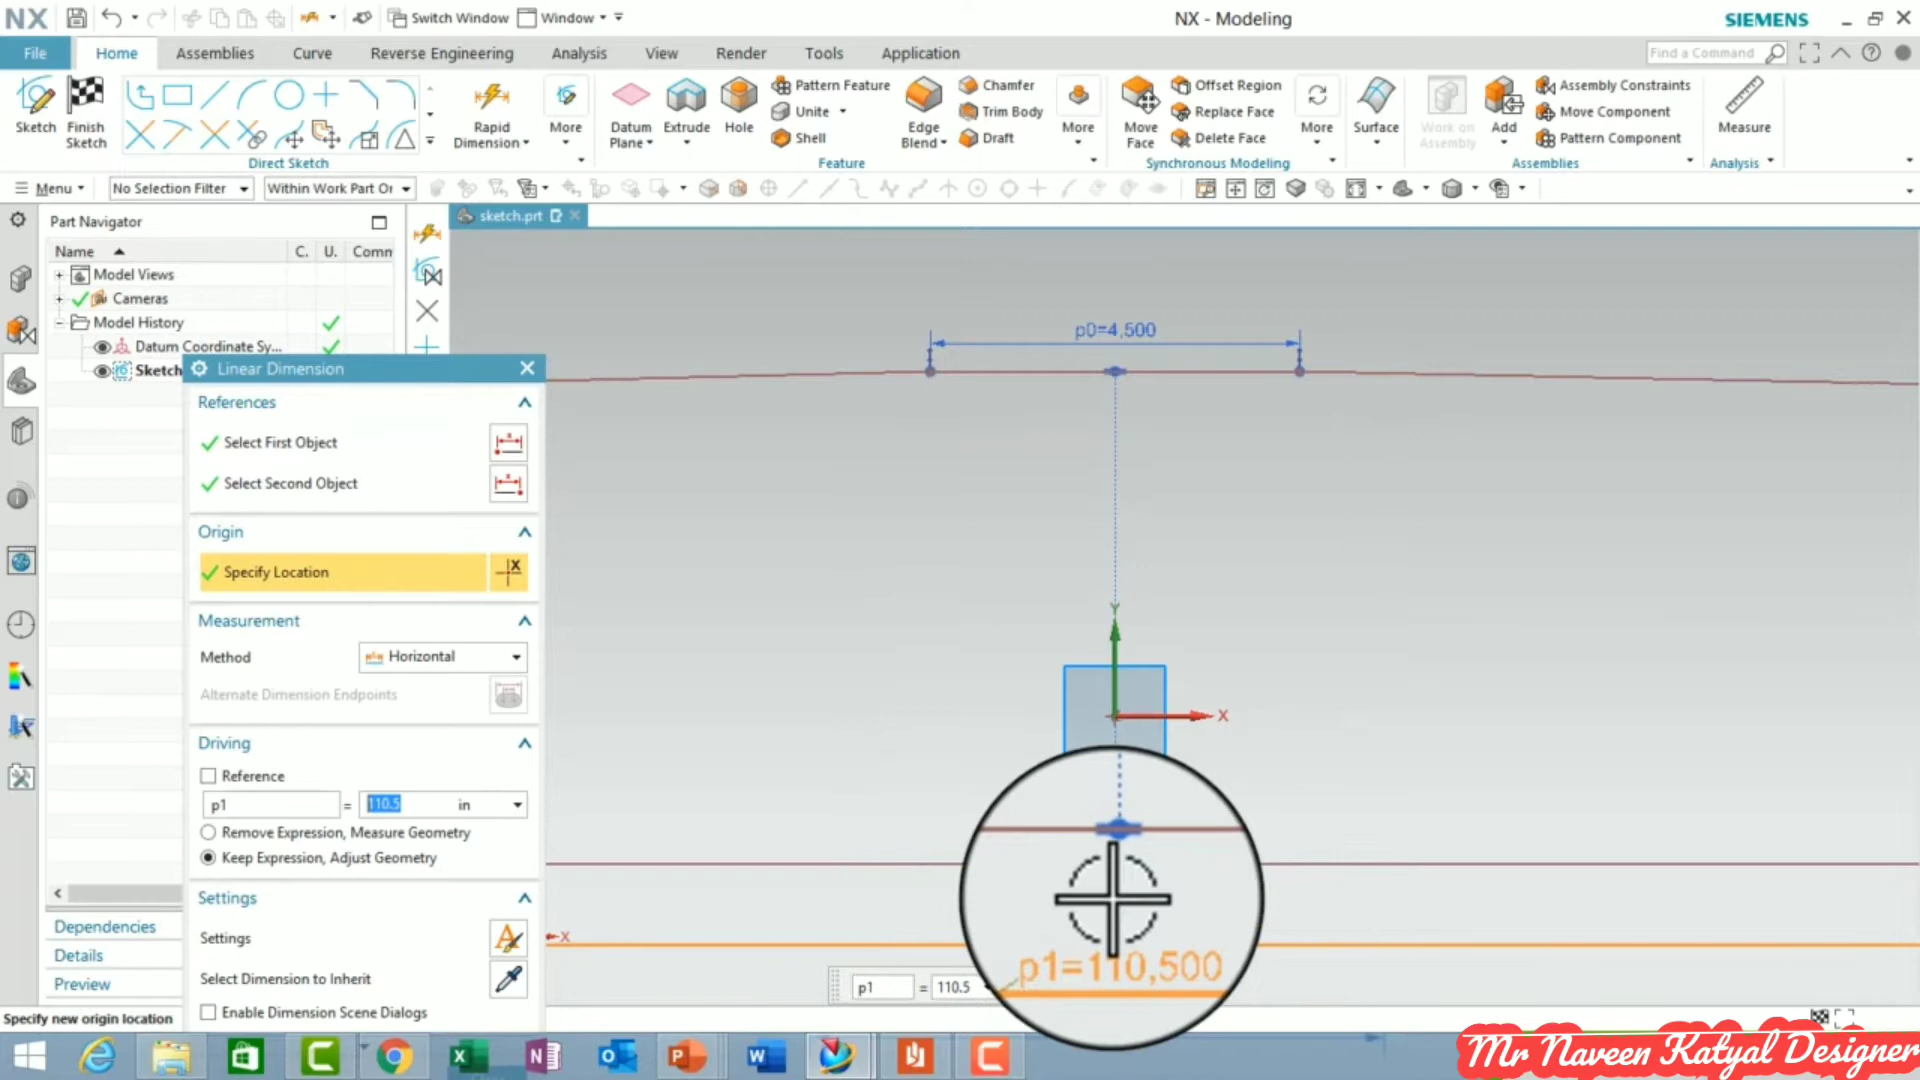 NX
Switch Window
Window
NX - Modeling
SIEMENS
File
Home
Assemblies
Curve
Reverse Engineering
Analysis
View
Render
Tools
Application
Find a Command
Sketch
Finish Sketch
Direct Sketch
Rapid Dimension
More
Datum Plane
Extrude
Hole
Pattern Feature
Unite
Shell
Edge Blend
Chamfer
Trim Body
Draft
More
Feature
Move Face
Offset Region
Replace Face
Delete Face
More
Synchronous Modeling
Surface
Work on Assembly
Add
Assembly Constraints
Move Component
Pattern Component
Assemblies
Measure
Analysis
Menu
No Selection Filter
Within Work Part Or
Part Navigator
sketch.prt
Name
C.
U.
Comn
Model Views
Cameras
Model History
Datum Coordinate Sy...
Sketch
Linear Dimension
References
Select First Object
Select Second Object
Origin
Specify Location
Measurement
Method
Horizontal
Alternate Dimension Endpoints
Driving
Reference
p1 = 110.5 in
Remove Expression, Measure Geometry
Keep Expression, Adjust Geometry
Settings
Settings
Select Dimension to Inherit
Enable Dimension Scene Dialogs
Dependencies
Details
Preview
Specify new origin location
p0=4,500
Y
X
X
p1=110,500
p1 = 110.5
Mr Naveen Katyal Designer